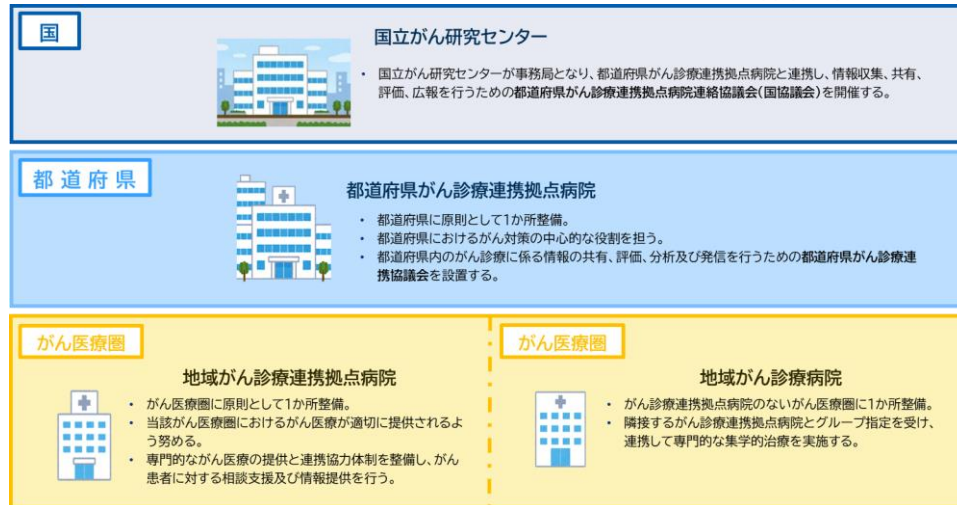 国
国立がん研究センター
• 国立がん研究センターが事務局となり、都道府県がん診療連携拠点病院と連携し、情報収集、共有、
評価、広報を行うための都道府県がん診療連携拠点病院連絡協議会(国協議会)を開催する。
都道府県
都道府県がん診療連携拠点病院
• 都道府県に原則として1か所整備。
• 都道府県におけるがん対策の中心的な役割を担う。
• 都道府県内のがん診療に係る情報の共有、評価、分析及び発信を行うための都道府県がん診療連
携協議会を設置する。
がん医療圏
地域がん診療連携拠点病院
• がん医療圏に原則として1か所整備。
• 当該がん医療圏におけるがん医療が適切に提供されるよ
う努める。
• 専門的ながん医療の提供と連携協力体制を整備し、がん
患者に対する相談支援及び情報提供を行う。
がん医療圏
地域がん診療病院
• がん診療連携拠点病院のないがん医療圏に1か所整備。
• 隣接するがん診療連携拠点病院とグループ指定を受け、
連携して専門的な集学的治療を実施する。